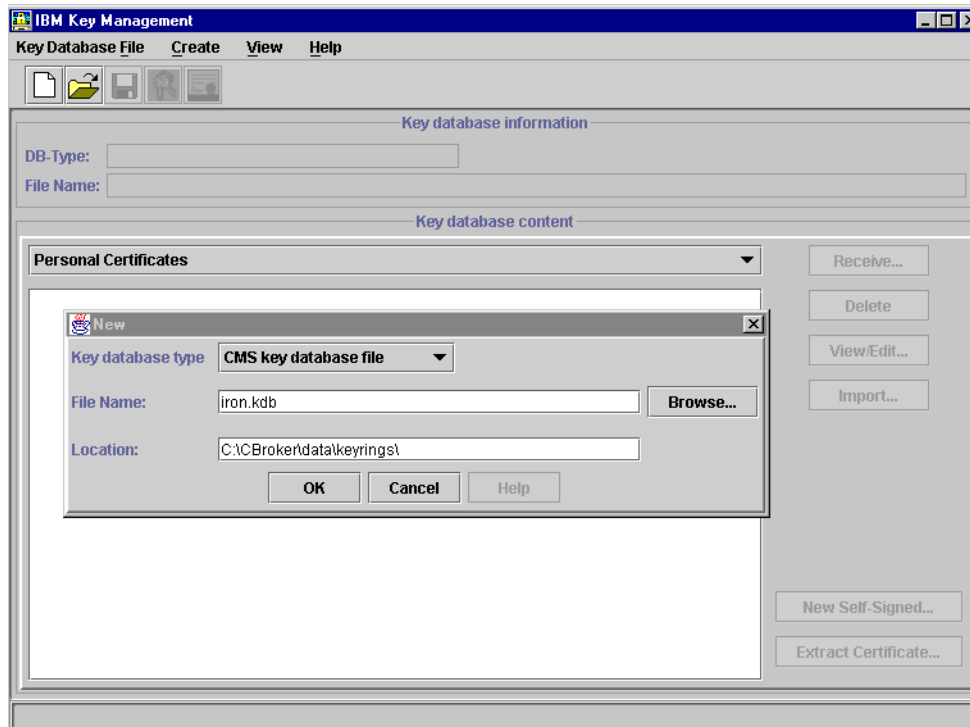 IBM Key Management
Key Database File Create View Help
Key database information
DB-Type:
File Name:
Key database content
Personal Certificates
Receive...
Delete
View/Edit...
Import...
New
Key database type CMS key database file
File Name: iron.kdb Browse...
Location: C:\CBroker\data\keyrings\
OK Cancel Help
New Self-Signed...
Extract Certificate...